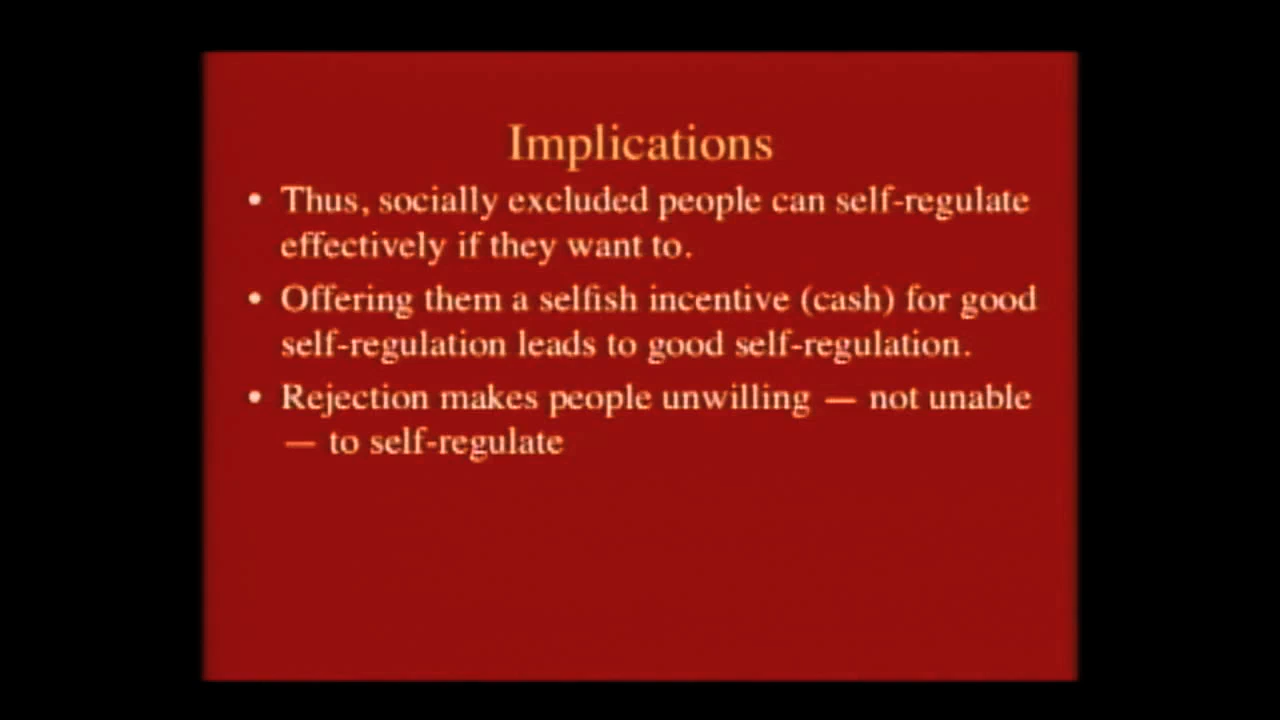 Implications
• Thus, socially excluded people can self-regulate
effectively if they want to.
• Offering them a selfish incentive (cash) for good
self-regulation leads to good self-regulation.
• Rejection makes people unwilling — not unable
— to self-regulate